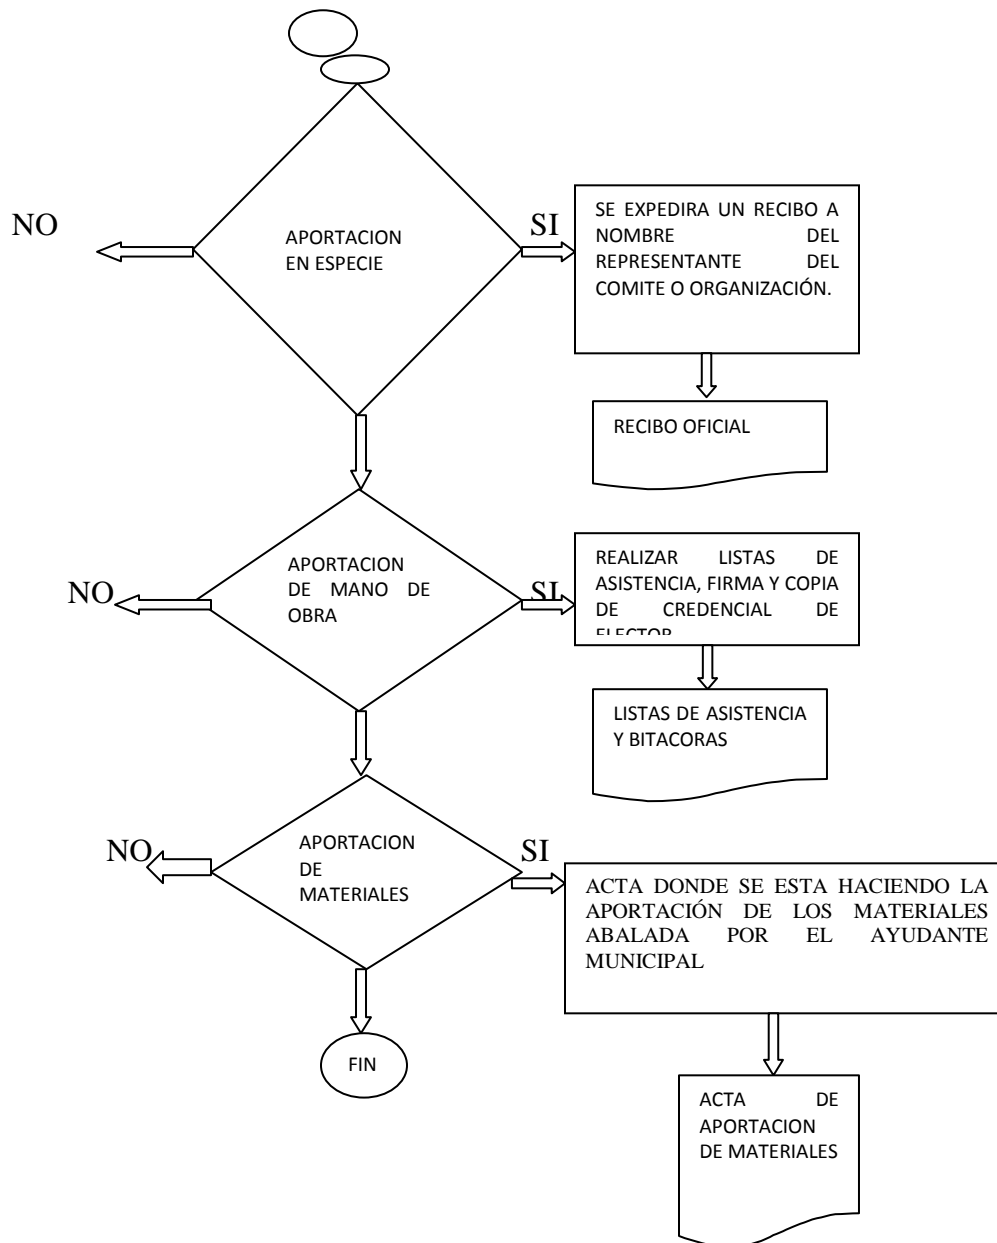 NO
APORTACION
EN ESPECIE
SI
SE EXPEDIRA UN RECIBO A
NOMBRE DEL
REPRESENTANTE DEL
COMITE O ORGANIZACIÓN.
RECIBO OFICIAL
NO
APORTACION
DE MANO DE
OBRA
SI
REALIZAR LISTAS DE
ASISTENCIA, FIRMA Y COPIA
DE CREDENCIAL DE
ELECTOR
LISTAS DE ASISTENCIA
Y BITACORAS
NO
APORTACION
DE
MATERIALES
SI
ACTA DONDE SE ESTA HACIENDO LA
APORTACIÓN DE LOS MATERIALES
ABALADA POR EL AYUDANTE
MUNICIPAL
FIN
ACTA DE
APORTACION
DE MATERIALES